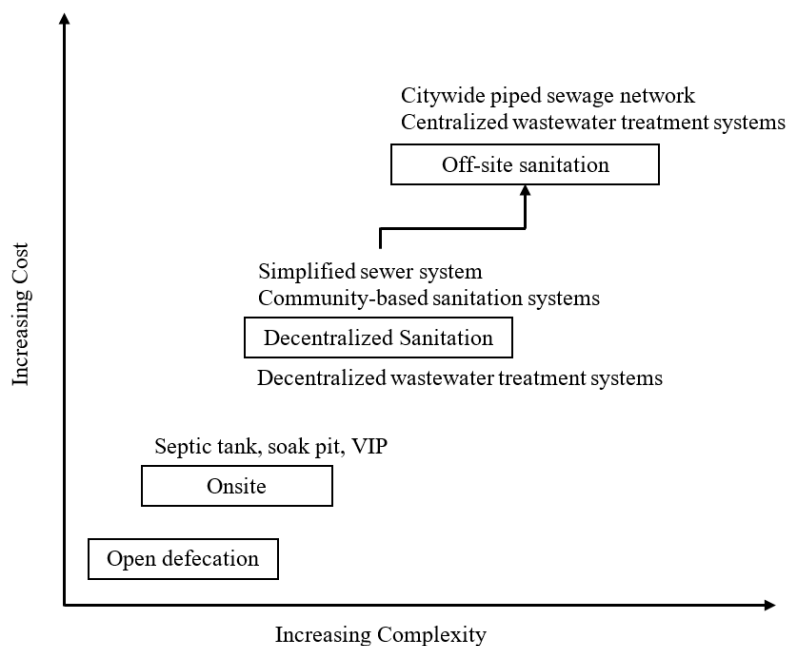 Citywide piped sewage network
Centralized wastewater treatment systems
Off-site sanitation
Increasing Cost
Simplified sewer system
Community-based sanitation systems
Decentralized Sanitation
Decentralized wastewater treatment systems
Septic tank, soak pit, VIP
Onsite
Open defecation
Increasing Complexity